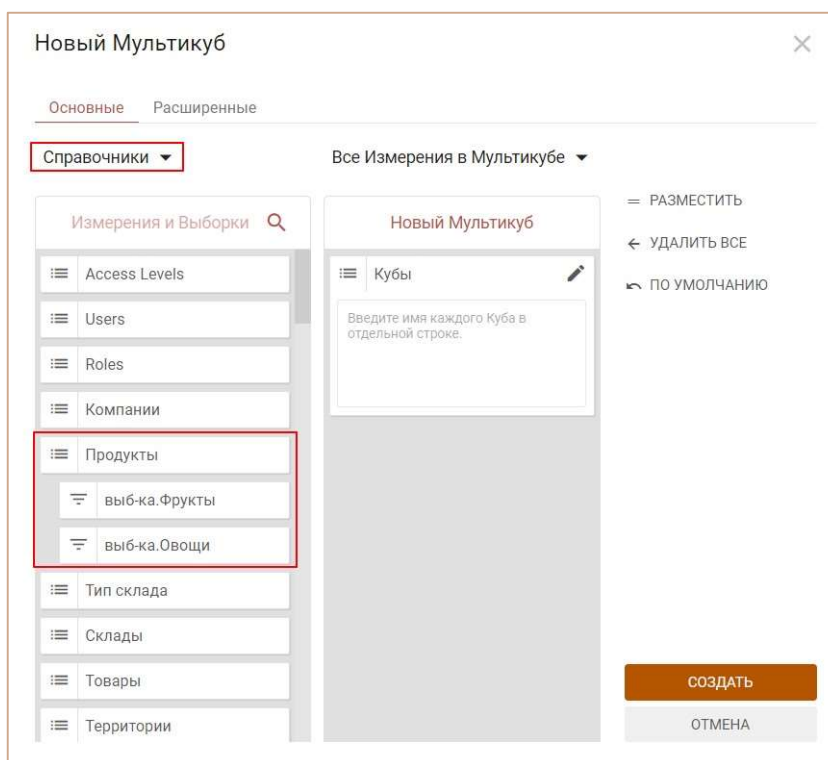 Новый Мультикуб
Основные Расширенные
Справочники Все Измерения в Мультикубе
Измерения и Выборки
Access Levels
Users
Roles
Компании
Продукты
выб-ка.Фрукты
выб-ка.Овощи
Тип склада
Склады
Товары
Территории
Новый Мультикуб
Кубы
Введите имя каждого Куба в
отдельной строке.
РАЗМЕСТИТЬ
УДАЛИТЬ ВСЕ
ПО УМОЛЧАНИЮ
СОЗДАТЬ
ОТМЕНА